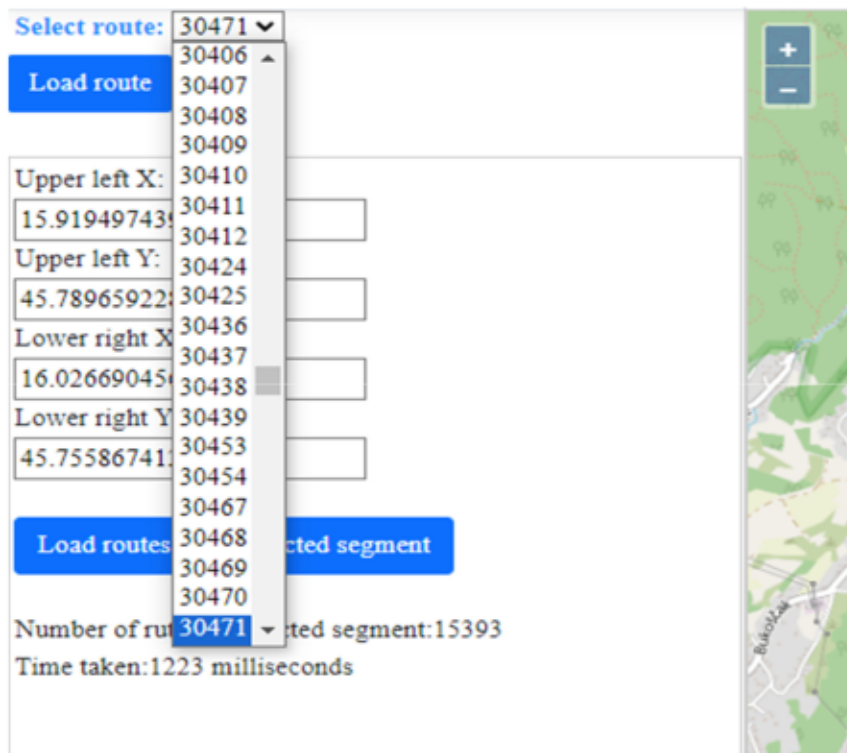 Select route: 30471
Load route
30406
30407
30408
30409
30410
30411
30412
30424
30425
30436
30437
30438
30439
30453
30454
30467
30468
30469
30470
30471
Upper left X:
15.91949743
Upper left Y:
45.78965922
Lower right X
16.02669045
Lower right Y
45.75586741
Load routes cted segment
Number of rut cted segment:15393
Time taken:1223 milliseconds
+
−
Bukoščak